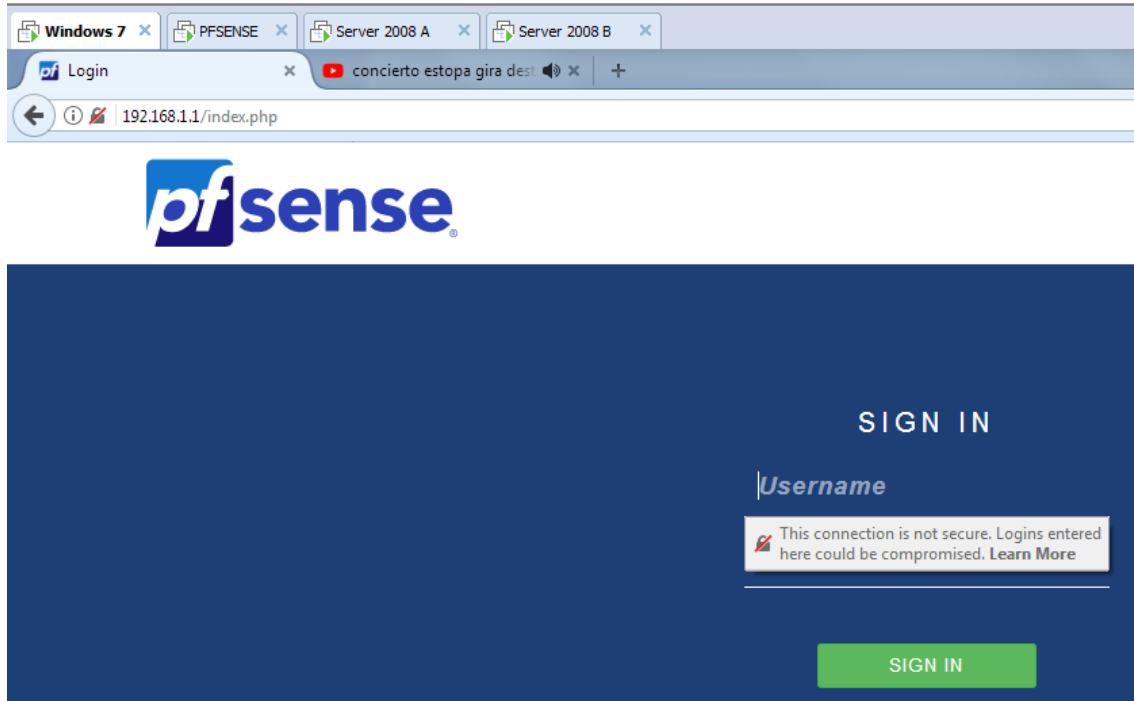 Windows 7
PFSENSE
Server 2008 A
Server 2008 B
Login
concierto estopa gira dest
192.168.1.1/index.php
pfsense®
SIGN IN
Username
This connection is not secure. Logins entered
here could be compromised. Learn More
SIGN IN